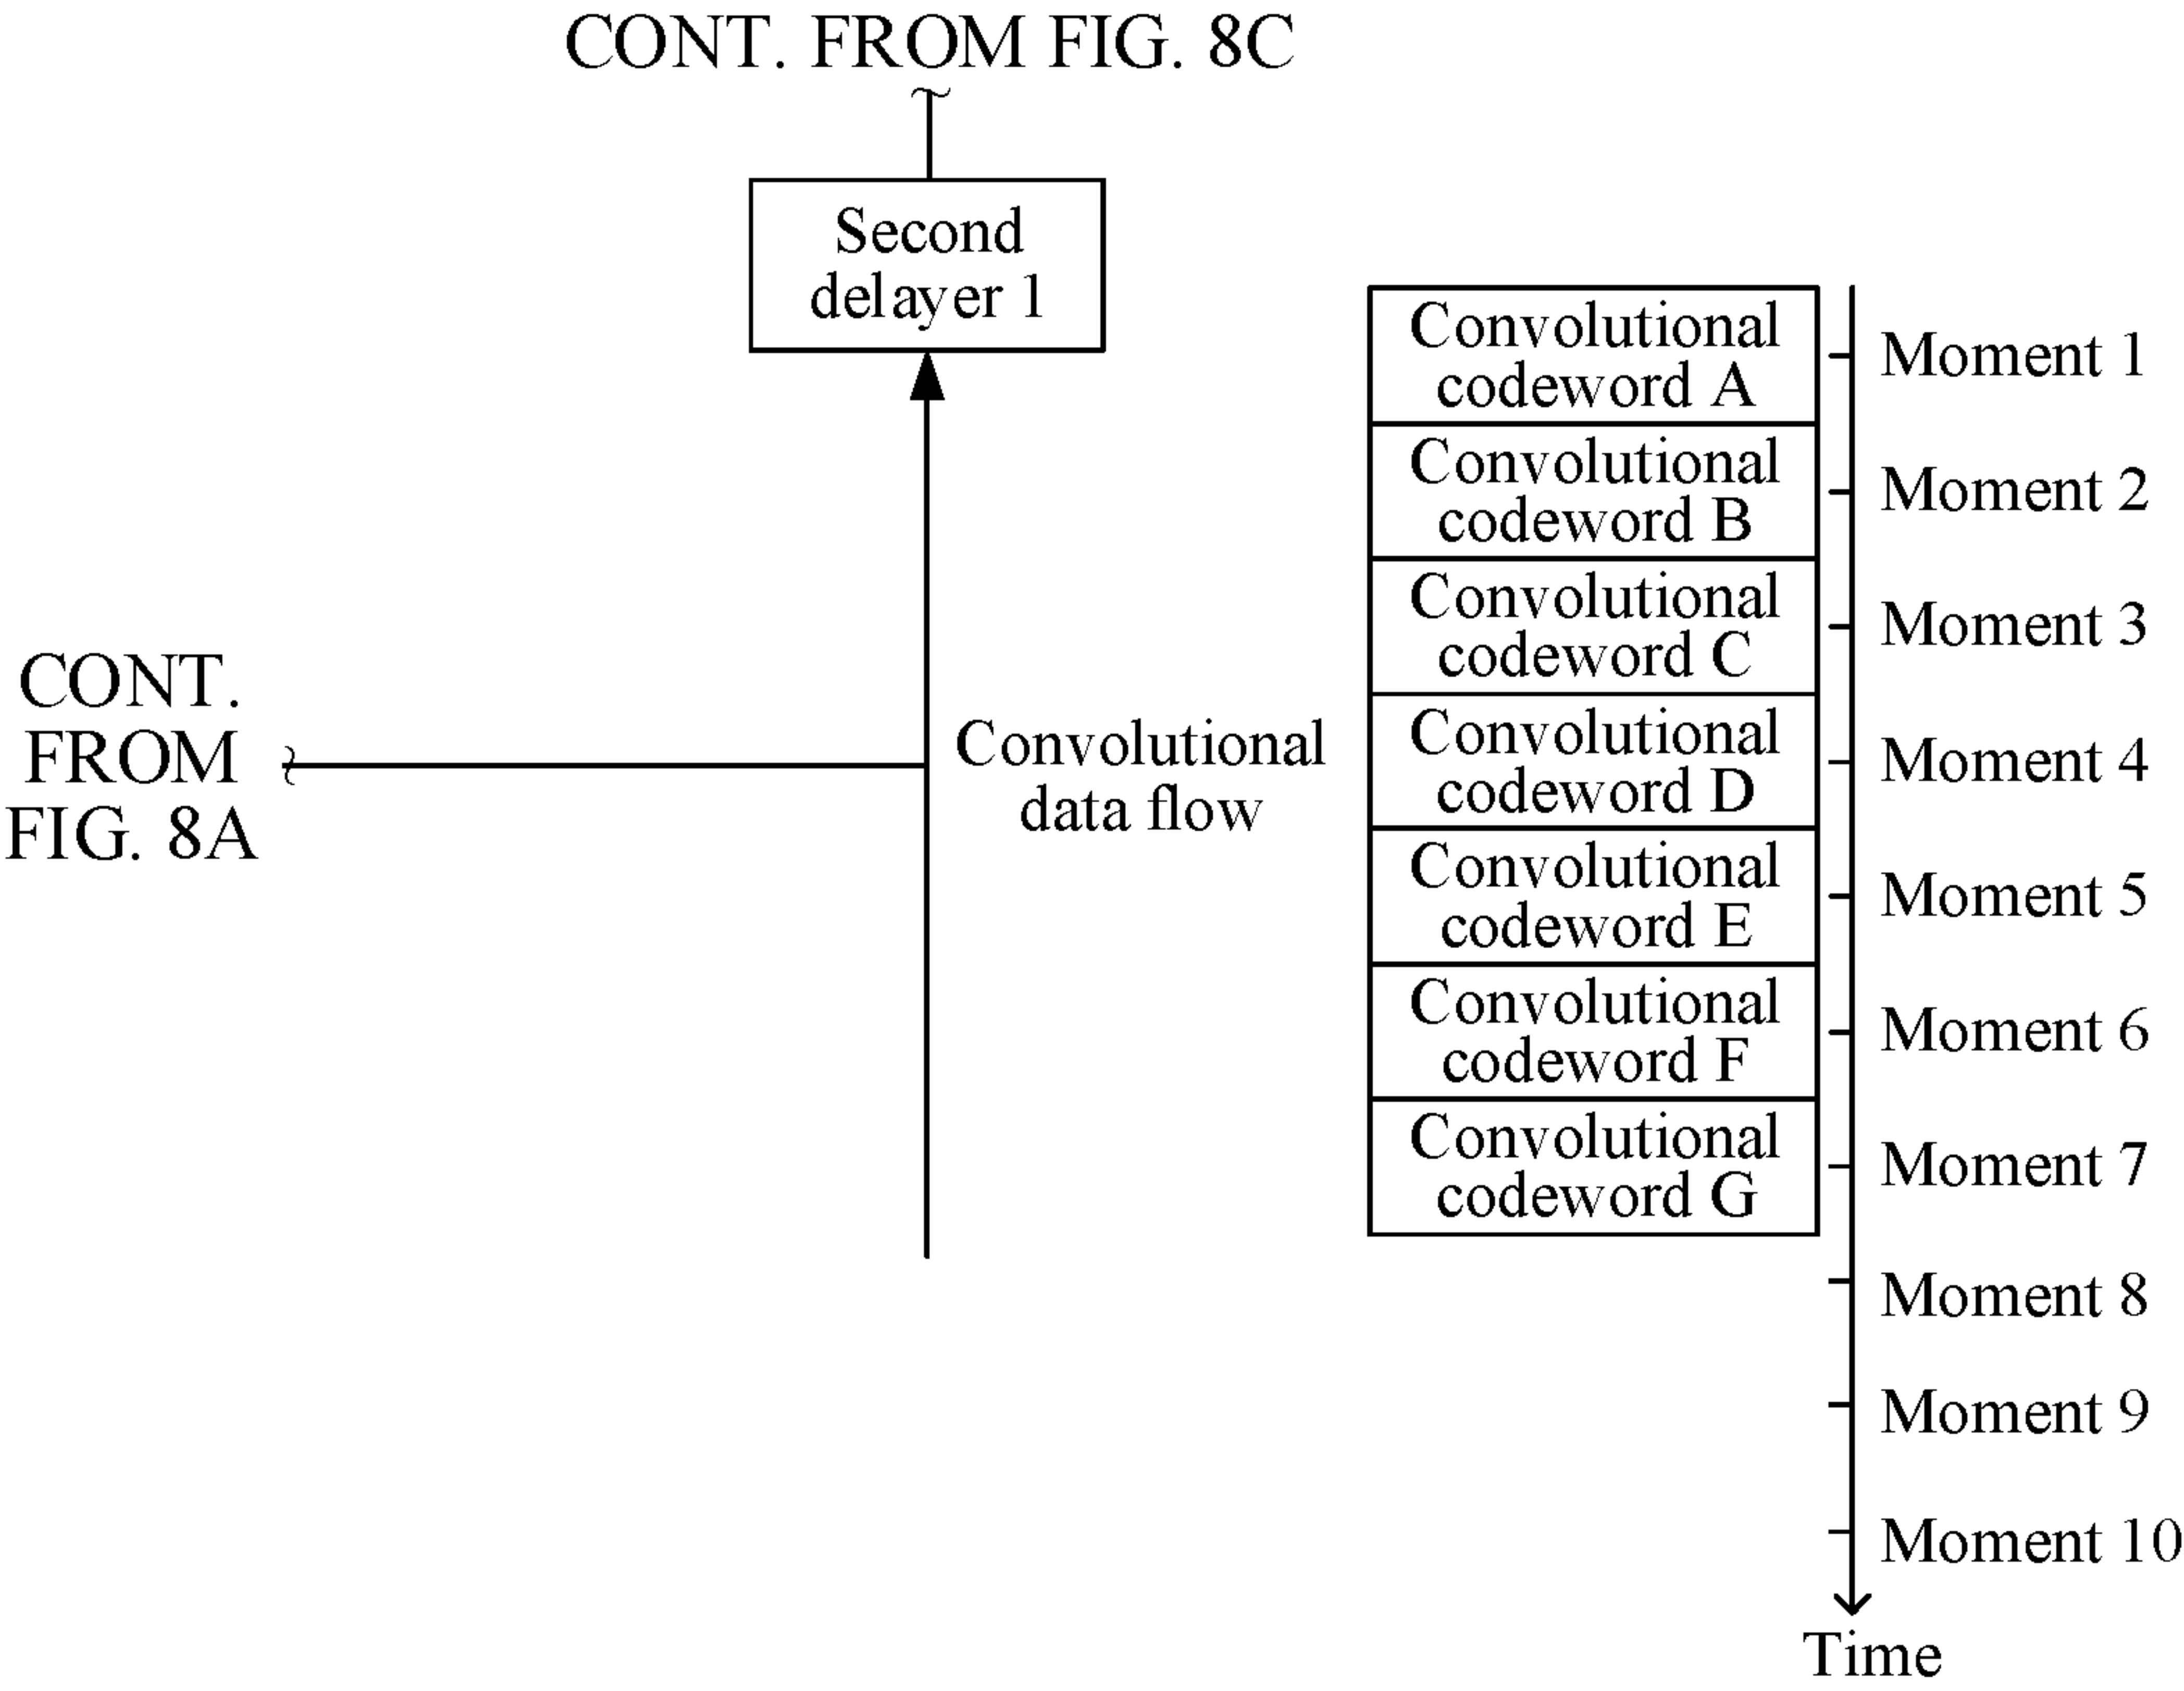 CONT. FROM FIG. 8C
Second
delayer 1
CONT.
FROM
FIG. 8A
Convolutional
data flow
Convolutional
codeword A
Moment 1
Convolutional
codeword B
Moment 2
Convolutional
codeword C
Moment 3
Convolutional
codeword D
Moment 4
Convolutional
codeword E
Moment 5
Convolutional
codeword F
Moment 6
Convolutional
codeword G
Moment 7
Moment 8
Moment 9
Moment 10
Time